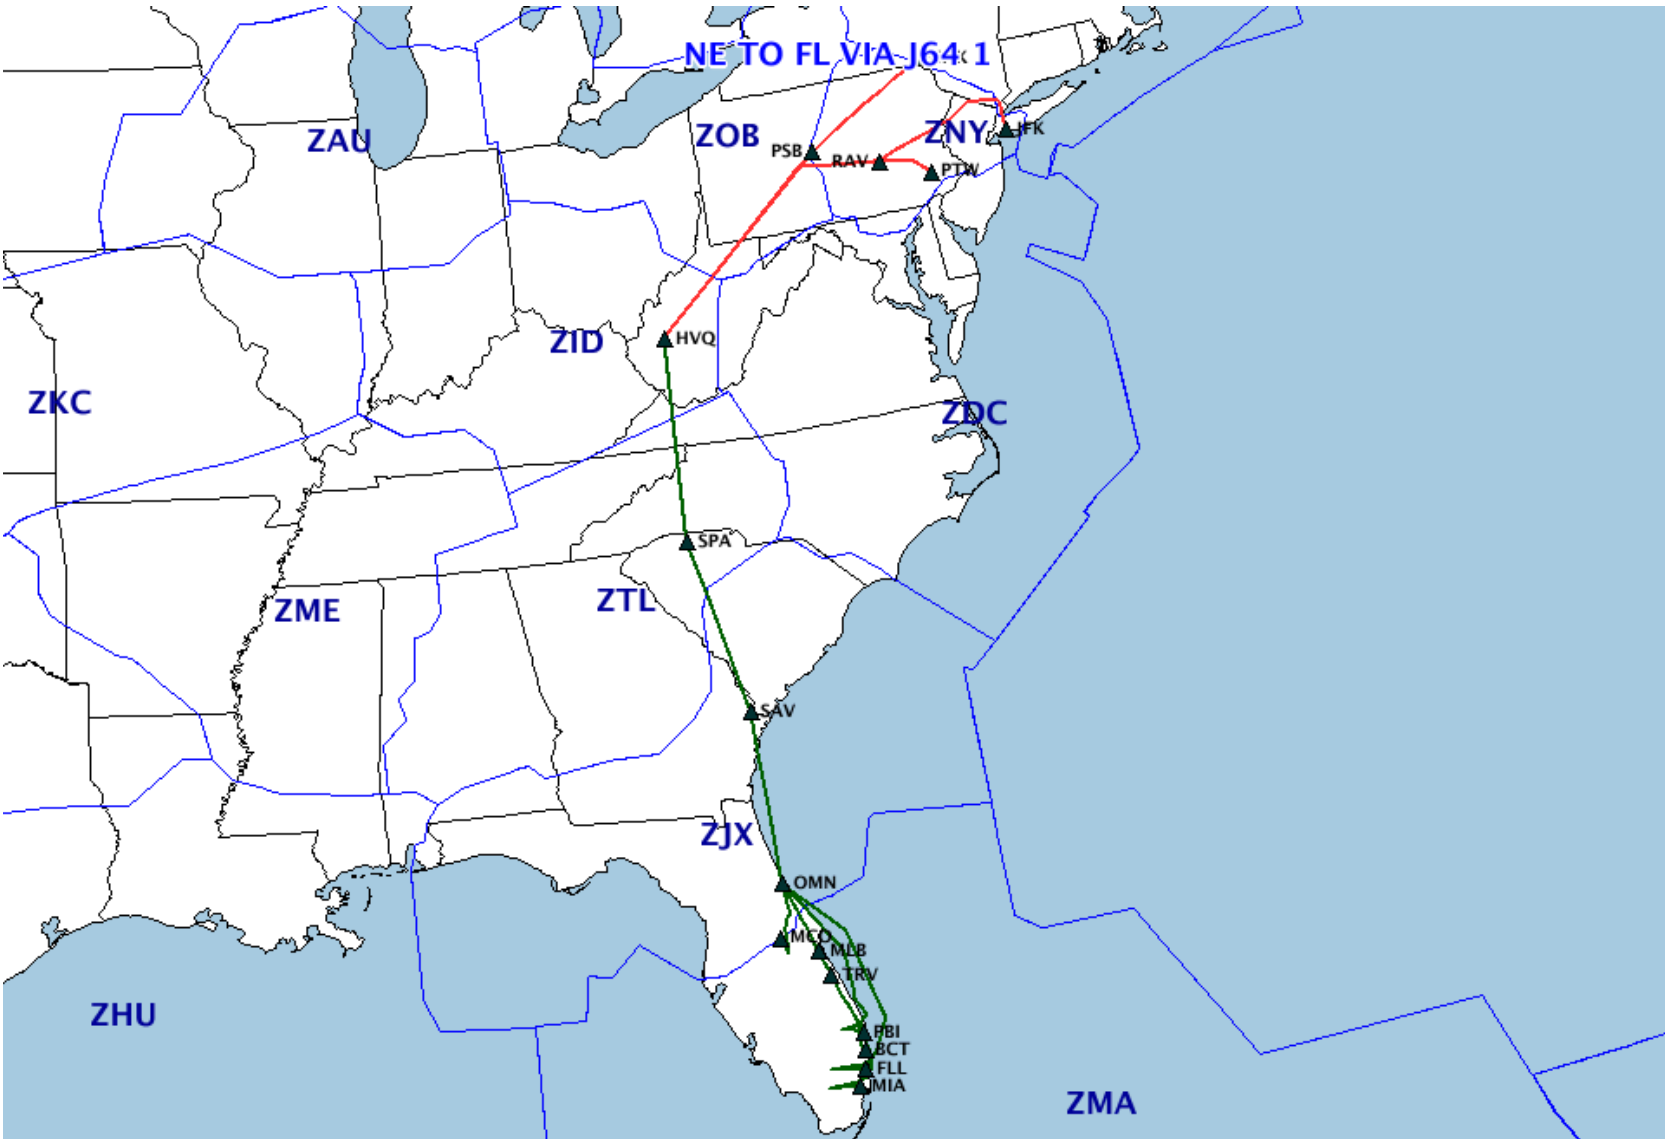 NE TO FL VIA J64 1
ZAU
ZOB
ZNY
JFK
PSB
RAV
PTW
ZID
HVQ
ZKC
ZDC
SPA
ZTL
ZME
SAV
ZJX
OMN
MCO
MLB
TRV
ZHU
PBI
BCT
FLL
MIA
ZMA